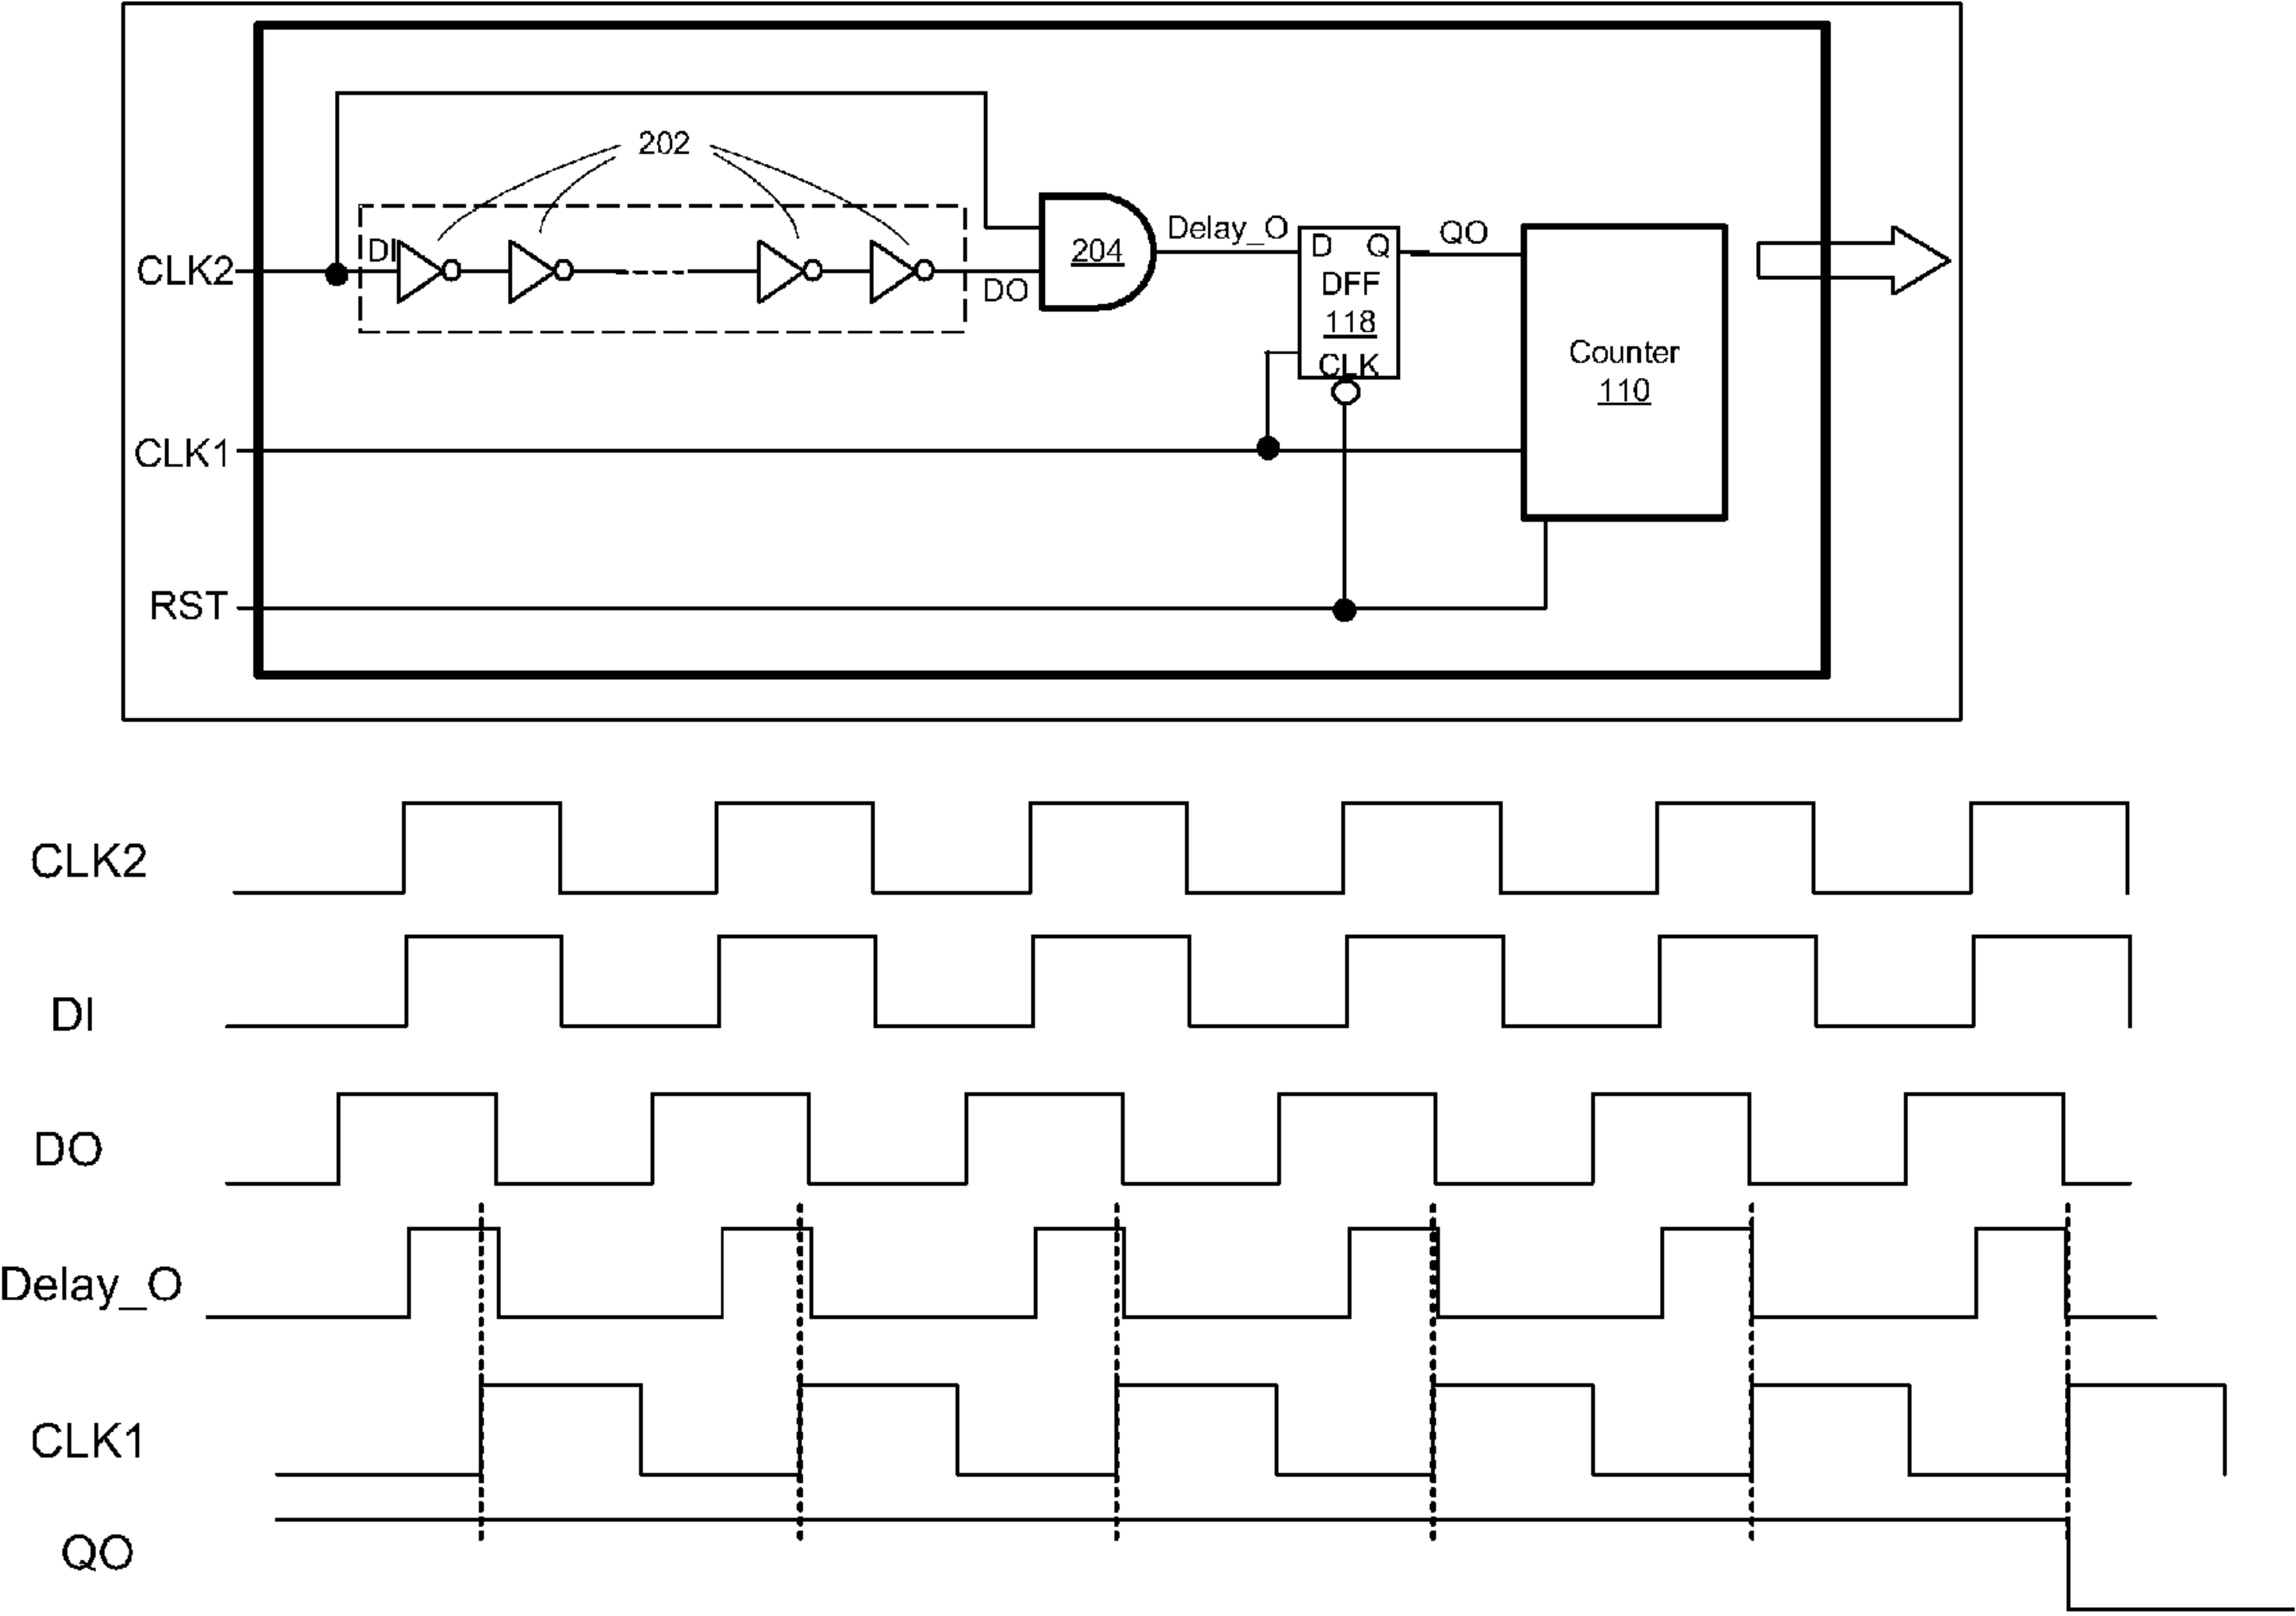 202
DI
CLK2
DO
204
Delay_O
D Q
DFF
118
CLK
QO
Counter
110
CLK1
RST
CLK2
DI
DO
Delay_O
CLK1
QO